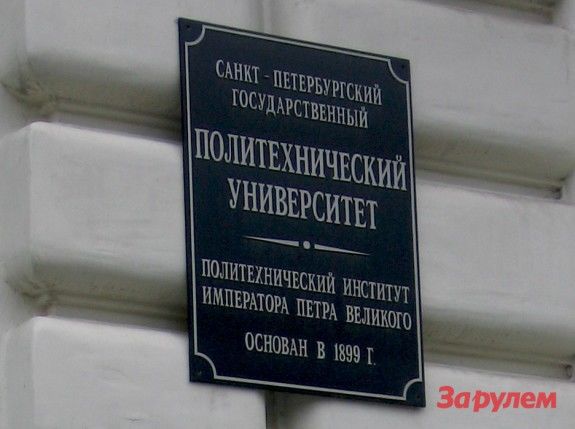 САНКТ - ПЕТЕРБУРГСКИЙ
ГОСУДАРСТВЕННЫЙ
ПОЛИТЕХНИЧЕСКИЙ
УНИВЕРСИТЕТ
ПОЛИТЕХНИЧЕСКИЙ ИНСТИТУТ
ИМПЕРАТОРА ПЕТРА ВЕЛИКОГО
ОСНОВАН В 1899 Г.
За рулем